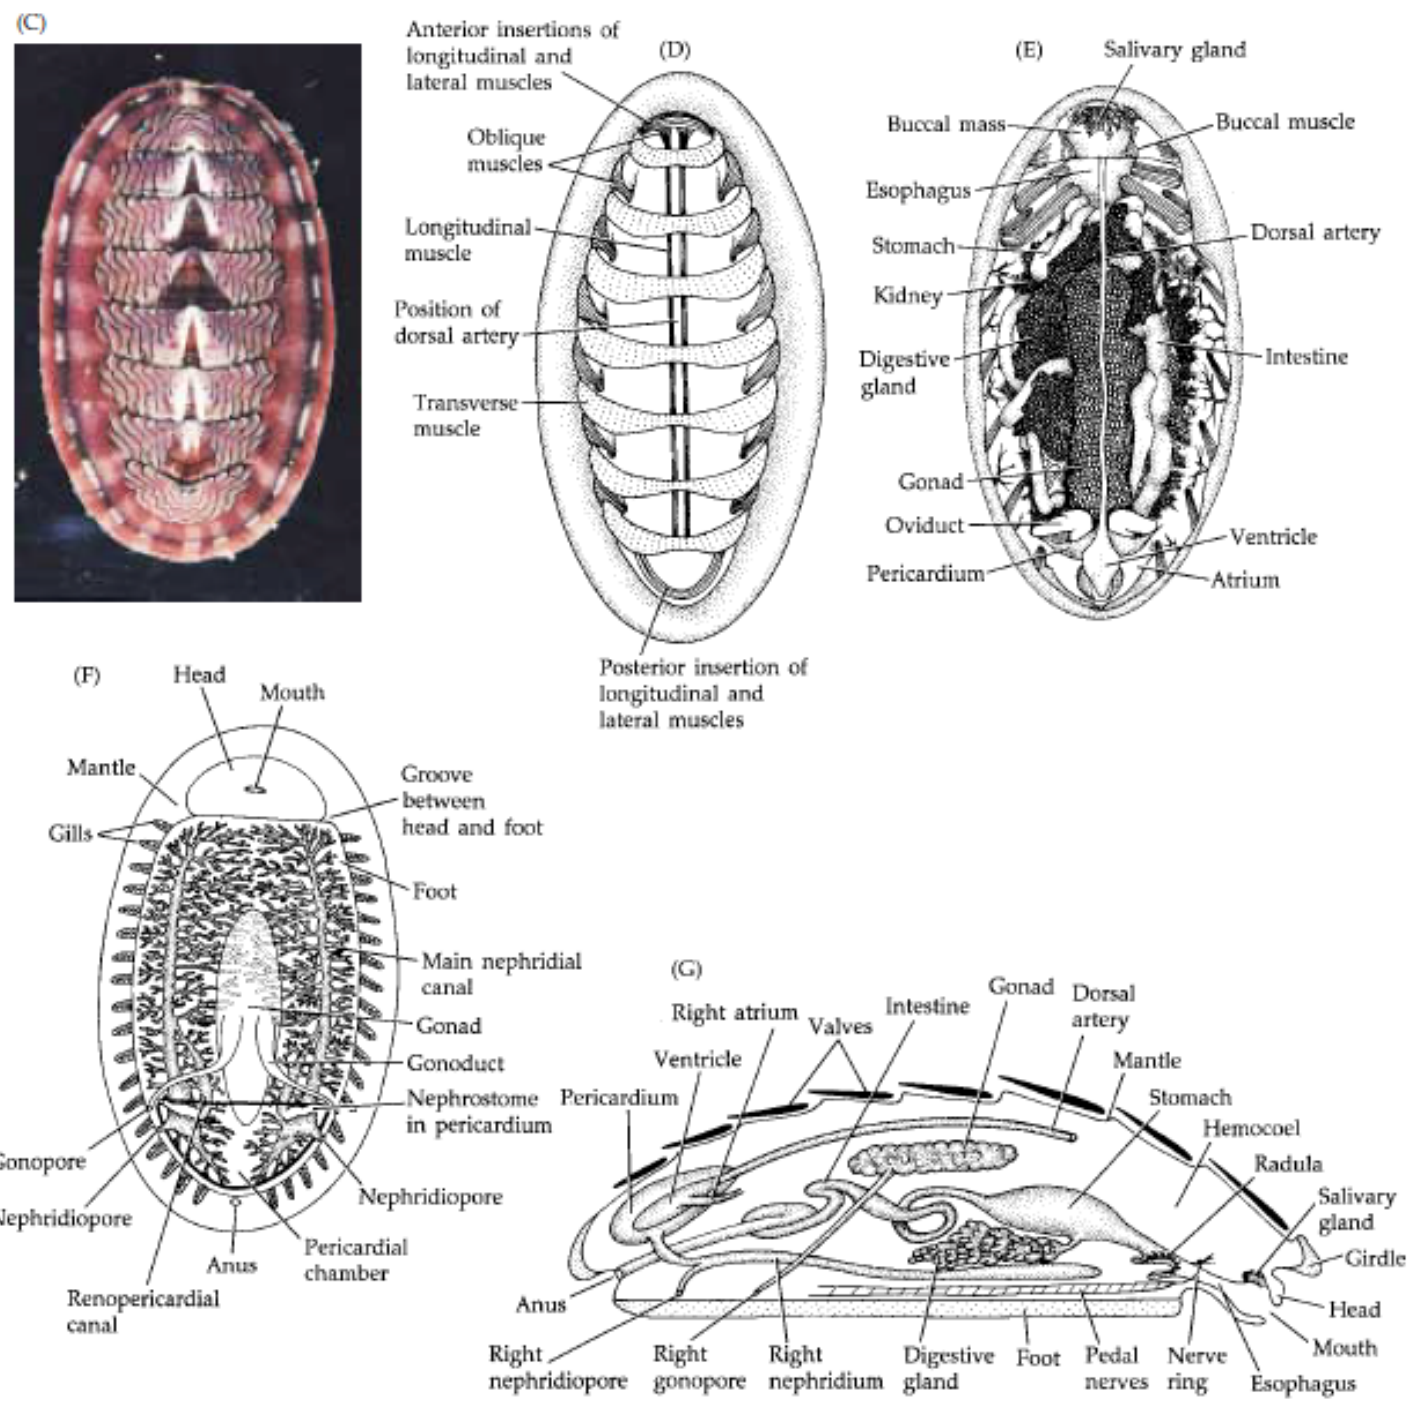 (C)
Anterior insertions of
longitudinal and
lateral muscles
(D)
Oblique
muscles
Longitudinal
muscle
Position of
dorsal artery
Transverse
muscle
Posterior insertion of
longitudinal and
lateral muscles
(E)
Salivary gland
Buccal mass
Buccal muscle
Esophagus
Stomach
Dorsal artery
Kidney
Digestive
gland
Intestine
Gonad
Oviduct
Ventricle
Pericardium
Atrium
(F)
Head
Mouth
Mantle
Groove
between
head and foot
Gills
Foot
Main nephridial
canal
Gonad
Gonoduct
Nephrostome
in pericardium
Gonopore
Nephridiopore
Nephridiopore
Anus
Pericardial
chamber
Renopericardial
canal
(G)
Gonad
Dorsal
artery
Intestine
Right atrium
Valves
Ventricle
Mantle
Pericardium
Stomach
Hemocoel
Radula
Salivary
gland
Girdle
Anus
Head
Mouth
Right
nephridiopore
Right
gonopore
Right
nephridium
Digestive
gland
Foot
Pedal
nerves
Nerve
ring
Esophagus